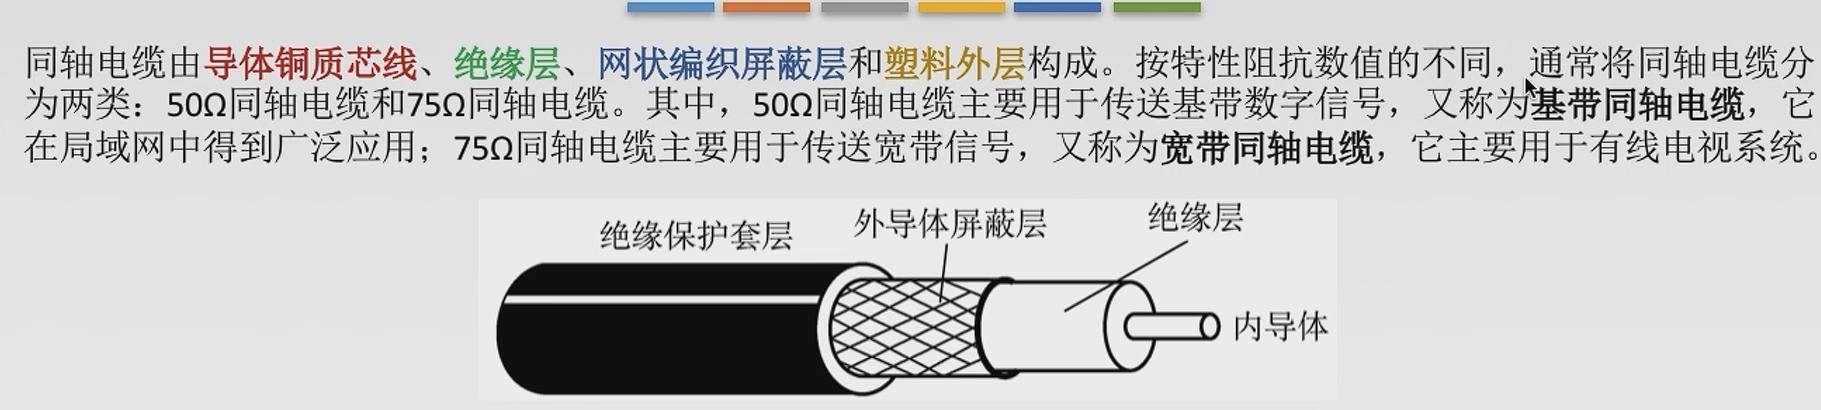 同轴电缆由导体铜质芯线、绝缘层、网状编织屏蔽层和塑料外层构成。按特性阻抗数值的不同，通常将同轴电缆分
为两类：50Ω同轴电缆和75Ω同轴电缆。其中，50Ω同轴电缆主要用于传送基带数字信号，又称为基带同轴电缆，它
在局域网中得到广泛应用；75Ω同轴电缆主要用于传送宽带信号，又称为宽带同轴电缆，它主要用于有线电视系统。
绝缘保护套层
外导体屏蔽层
绝缘层
内导体